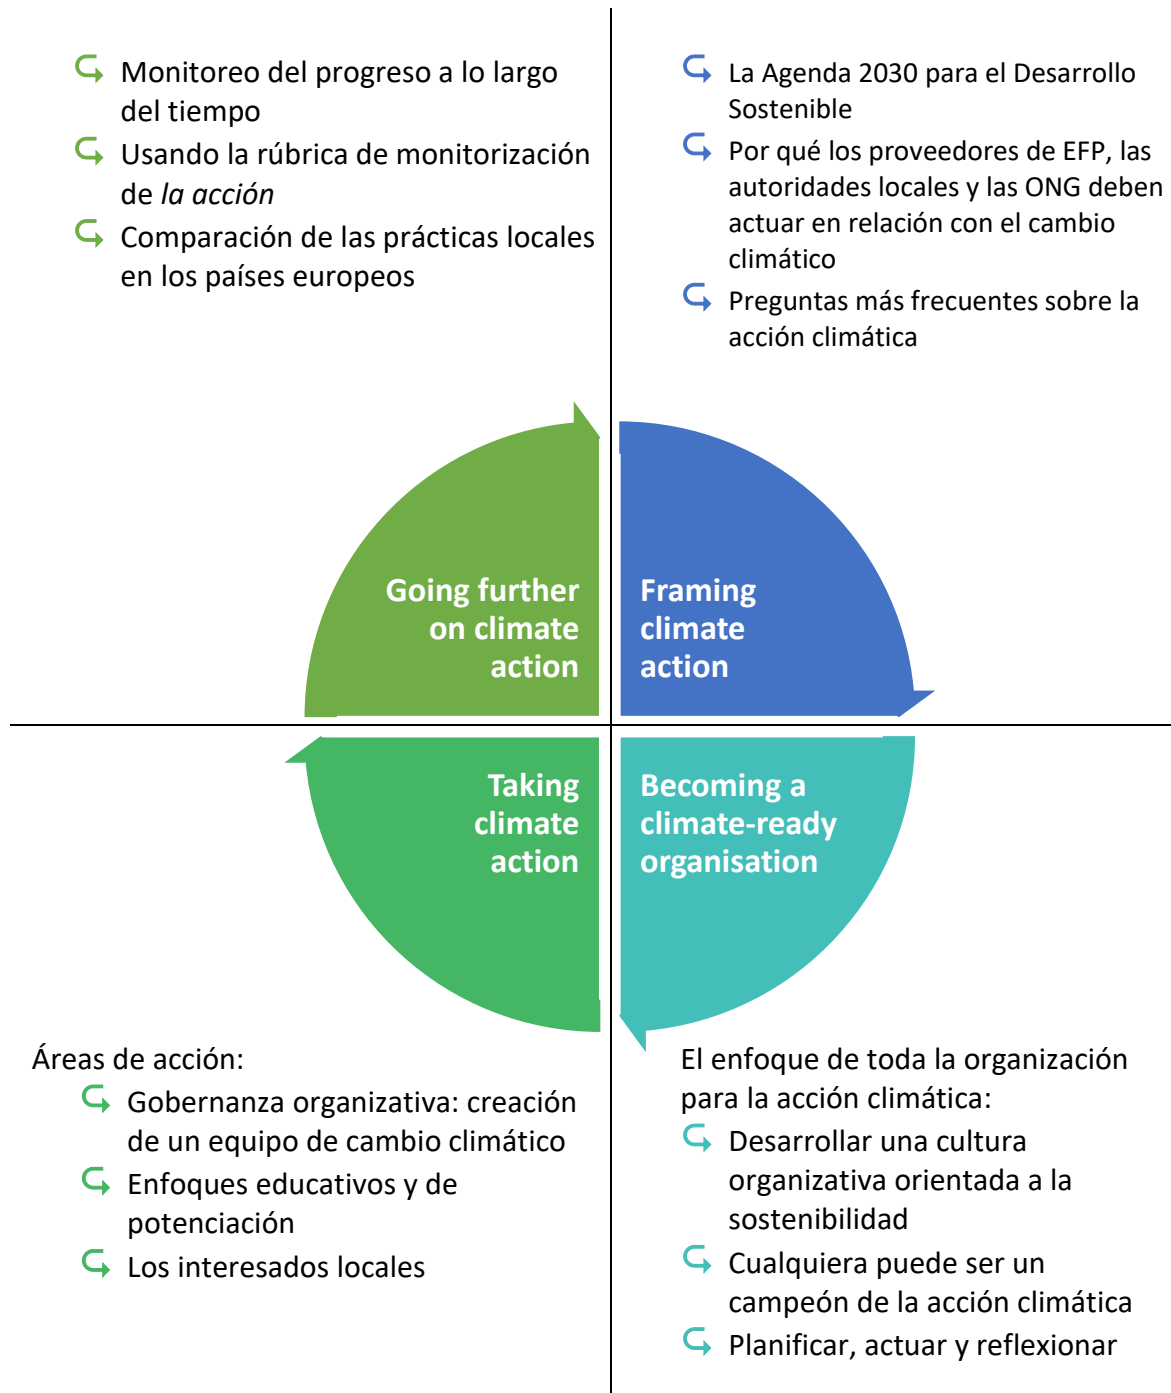 Monitoreo del progreso a lo largo
del tiempo
Usando la rúbrica de monitorización
de la acción
Comparación de las prácticas locales
en los países europeos
La Agenda 2030 para el Desarrollo
Sostenible
Por qué los proveedores de EFP, las
autoridades locales y las ONG deben
actuar en relación con el cambio
climático
Preguntas más frecuentes sobre la
acción climática
Going further
on climate
action
Framing
climate
action
Taking
climate
action
Becoming a
climate-ready
organisation
Áreas de acción:
Gobernanza organizativa: creación
de un equipo de cambio climático
Enfoques educativos y de
potenciación
Los interesados locales
El enfoque de toda la organización
para la acción climática:
Desarrollar una cultura
organizativa orientada a la
sostenibilidad
Cualquiera puede ser un
campeón de la acción climática
Planificar, actuar y reflexionar